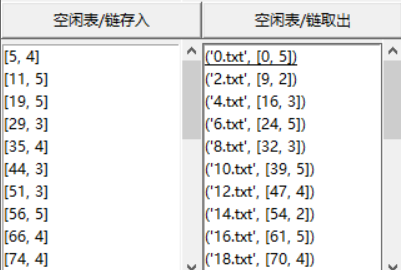 空闲表/链存入
空闲表/链取出
[5, 4]
[11, 5]
[19, 5]
[29, 3]
[35, 4]
[44, 3]
[51, 3]
[56, 5]
[66, 4]
[74, 4]
('0.txt', [0, 5])
('2.txt', [9, 2])
('4.txt', [16, 3])
('6.txt', [24, 5])
('8.txt', [32, 3])
('10.txt', [39, 5])
('12.txt', [47, 4])
('14.txt', [54, 2])
('16.txt', [61, 5])
('18.txt', [70, 4])